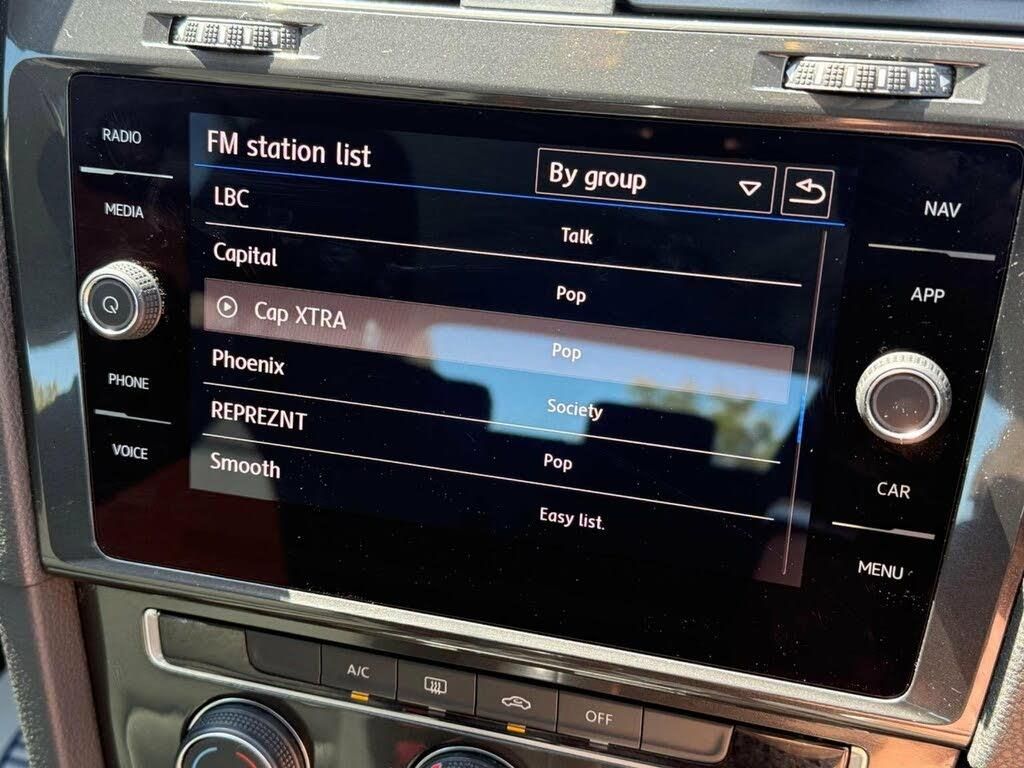 RADIO
MEDIA
PHONE
VOICE
FM station list
By group
LBC
Talk
Capital
Pop
Cap XTRA
Pop
Phoenix
Society
REPREZNT
Pop
Smooth
Easy list.
NAV
APP
CAR
MENU
A/C
OFF